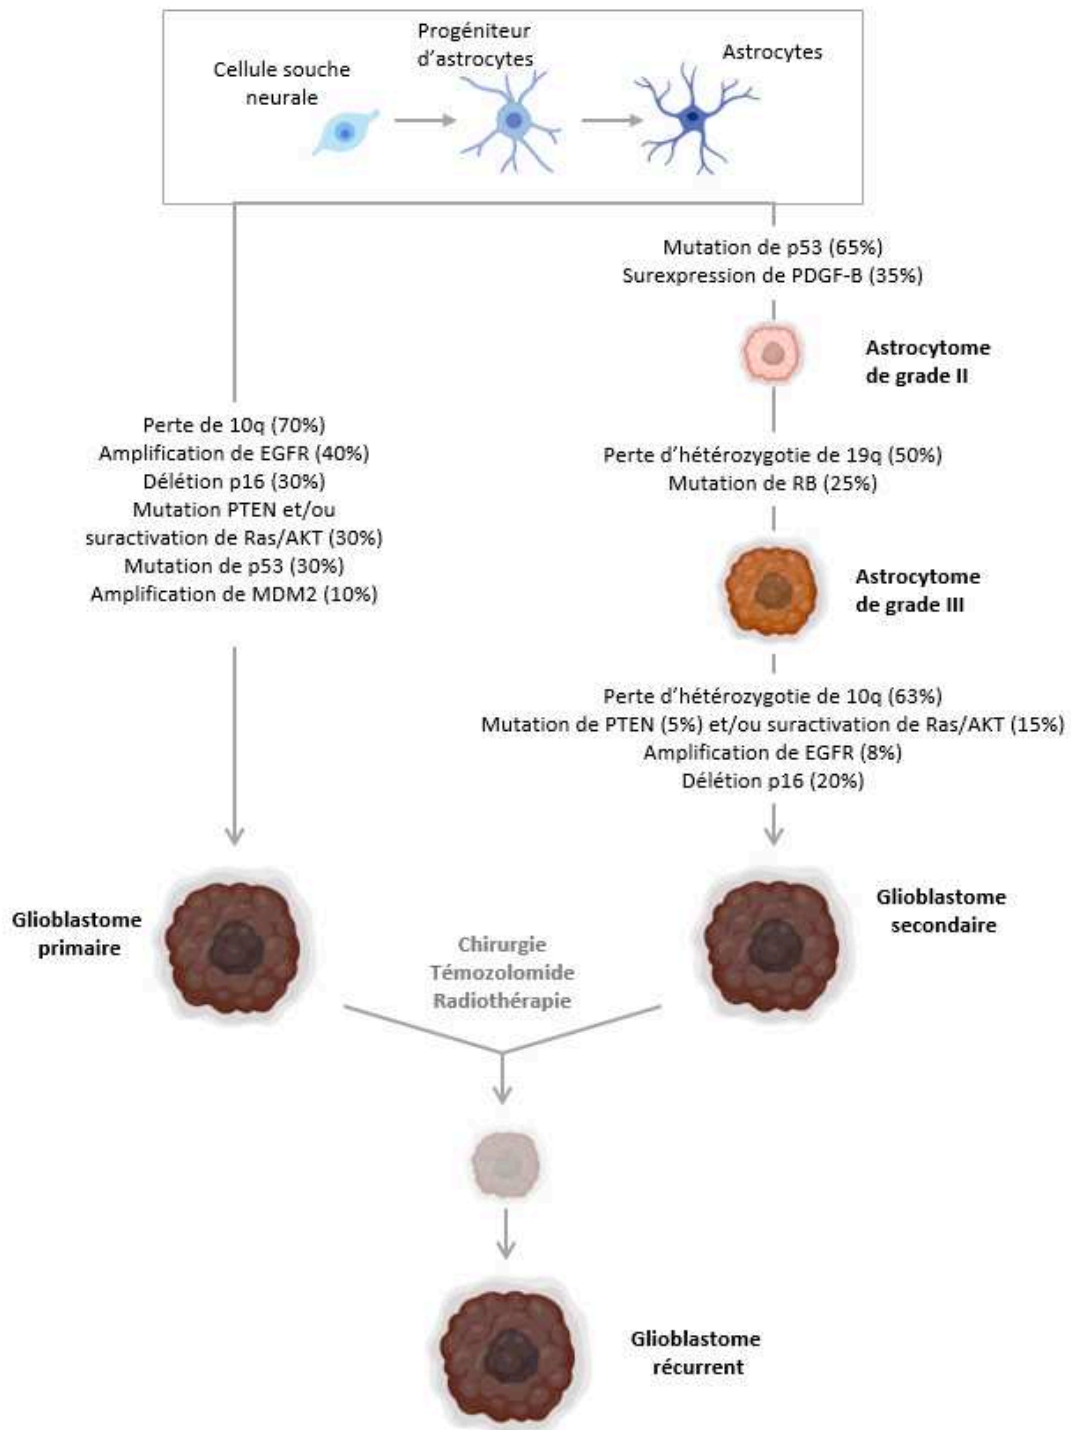 Cellule souche
neurale
Progéniteur
d'astrocytes
Astrocytes
Mutation de p53 (65%)
Surexpression de PDGF-B (35%)
Astrocytome
de grade II
Perte de 10q (70%)
Amplification de EGFR (40%)
Délétion p16 (30%)
Mutation PTEN et/ou
suractivation de Ras/AKT (30%)
Mutation de p53 (30%)
Amplification de MDM2 (10%)
Perte d'hétérozygotie de 19q (50%)
Mutation de RB (25%)
Astrocytome
de grade III
Perte d'hétérozygotie de 10q (63%)
Mutation de PTEN (5%) et/ou suractivation de Ras/AKT (15%)
Amplification de EGFR (8%)
Délétion p16 (20%)
Glioblastome
primaire
Glioblastome
secondaire
Chirurgie
Témozolomide
Radiothérapie
Glioblastome
récurrent